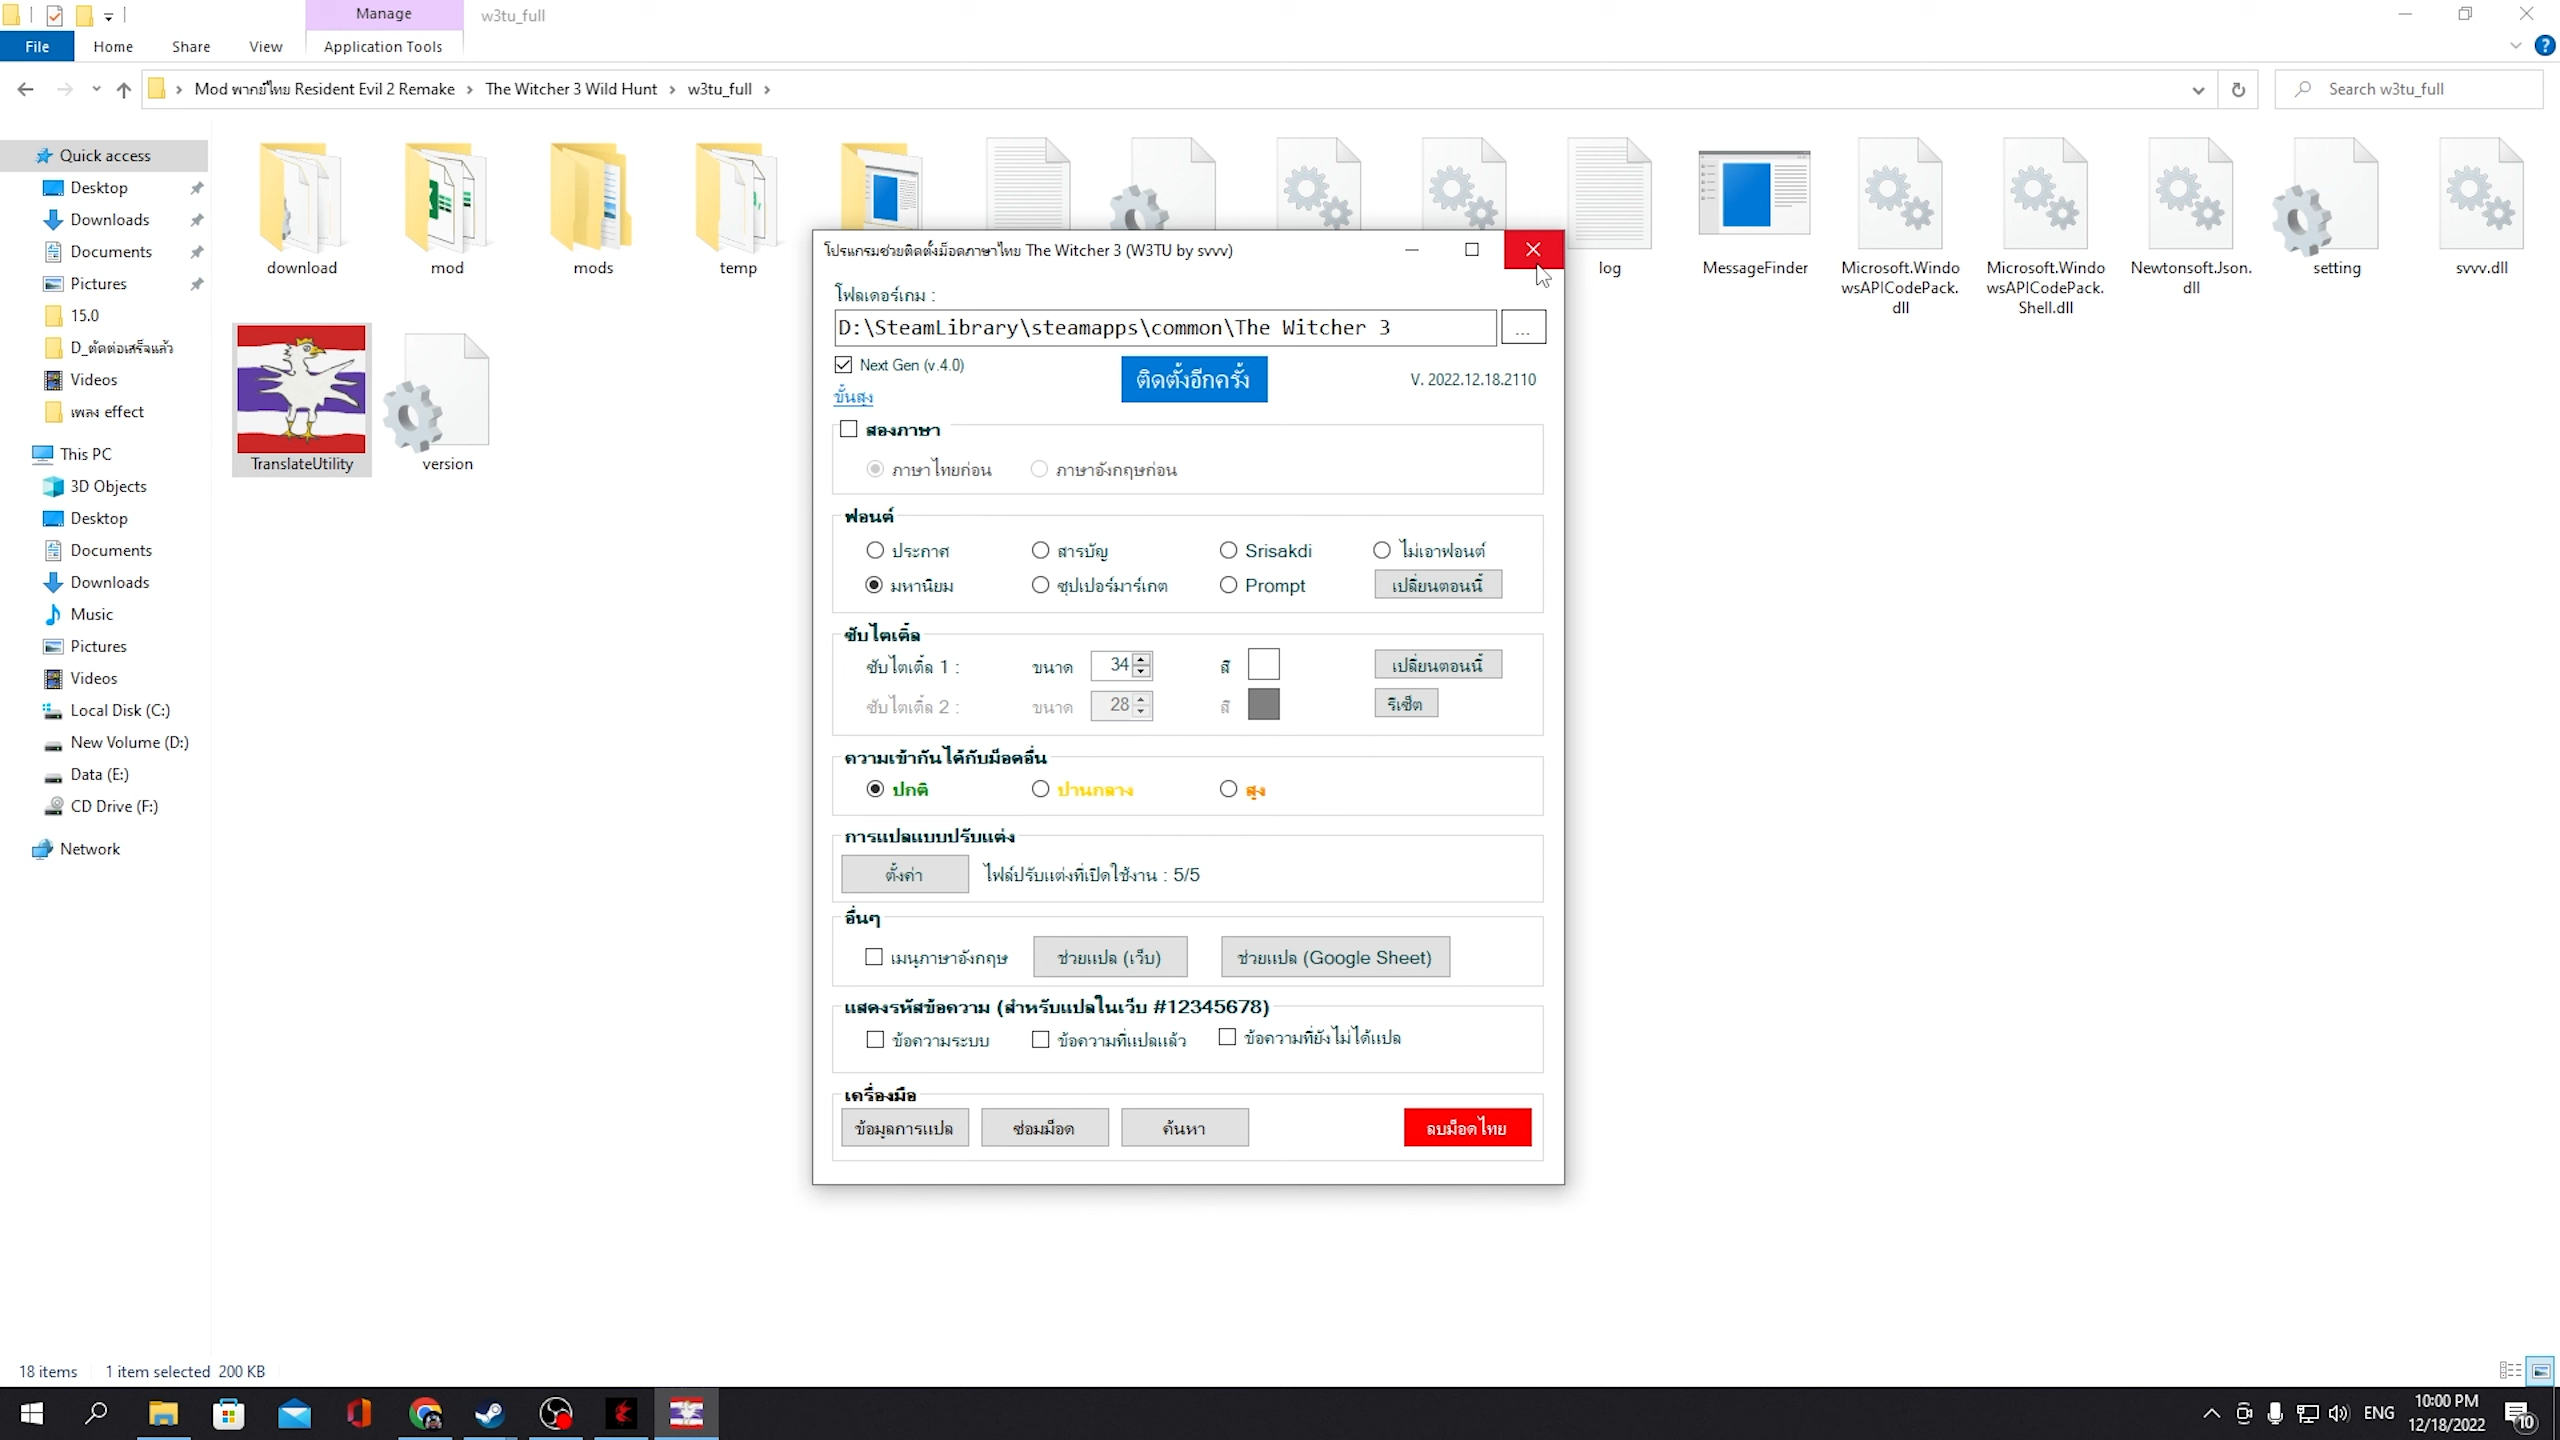 Manage
w3tu_full
File
Home
Share
View
Application Tools
Mod พากย์ไทย Resident Evil 2 Remake
The Witcher 3 Wild Hunt
w3tu_full
Search w3tu_full
Quick access
Desktop
Downloads
Documents
Pictures
15.0
D_ตัดต่อเสร็จแล้ว
Videos
เพลง effect
This PC
3D Objects
Desktop
Documents
Downloads
Music
Pictures
Videos
Local Disk (C:)
New Volume (D:)
Data (E:)
CD Drive (F:)
Network
download
mod
mods
temp
log
MessageFinder
Microsoft.Windo
wsAPICodePack.
dll
Microsoft.Windo
wsAPICodePack.
Shell.dll
Newtonsoft.Json.
dll
setting
svvv.dll
TranslateUtility
version
โปรแกรมช่วยติดตั้งม็อดภาษาไทย The Witcher 3 (W3TU by svvv)
โฟลเดอร์เกม :
D:\SteamLibrary\steamapps\common\The Witcher 3
...
Next Gen (v.4.0)
ติดตั้งอีกครั้ง
V. 2022.12.18.2110
ขั้นสูง
สองภาษา
ภาษาไทยก่อน
ภาษาอังกฤษก่อน
ฟอนต์
ประกาศ
สารบัญ
Srisakdi
ไม่เอาฟอนต์
มหานิยม
ซุปเปอร์มาร์เกต
Prompt
เปลี่ยนตอนนี้
ซับไตเติ้ล
ซับไตเติ้ล 1 :
ขนาด
34
สี
เปลี่ยนตอนนี้
ซับไตเติ้ล 2 :
ขนาด
28
สี
รีเซ็ต
ความเข้ากันได้กับม็อดอื่น
ปกติ
ปานกลาง
สูง
การแปลแบบปรับแต่ง
ตั้งค่า
ไฟล์ปรับแต่งที่เปิดใช้งาน : 5/5
อื่นๆ
เมนูภาษาอังกฤษ
ช่วยแปล (เว็บ)
ช่วยแปล (Google Sheet)
แสดงรหัสข้อความ (สำหรับแปลในเว็บ #12345678)
ข้อความระบบ
ข้อความที่แปลแล้ว
ข้อความที่ยังไม่ได้แปล
เครื่องมือ
ข้อมูลการแปล
ซ่อมม็อด
ค้นหา
ลบม็อดไทย
18 items
1 item selected 200 KB
ENG
10:00 PM
12/18/2022
10